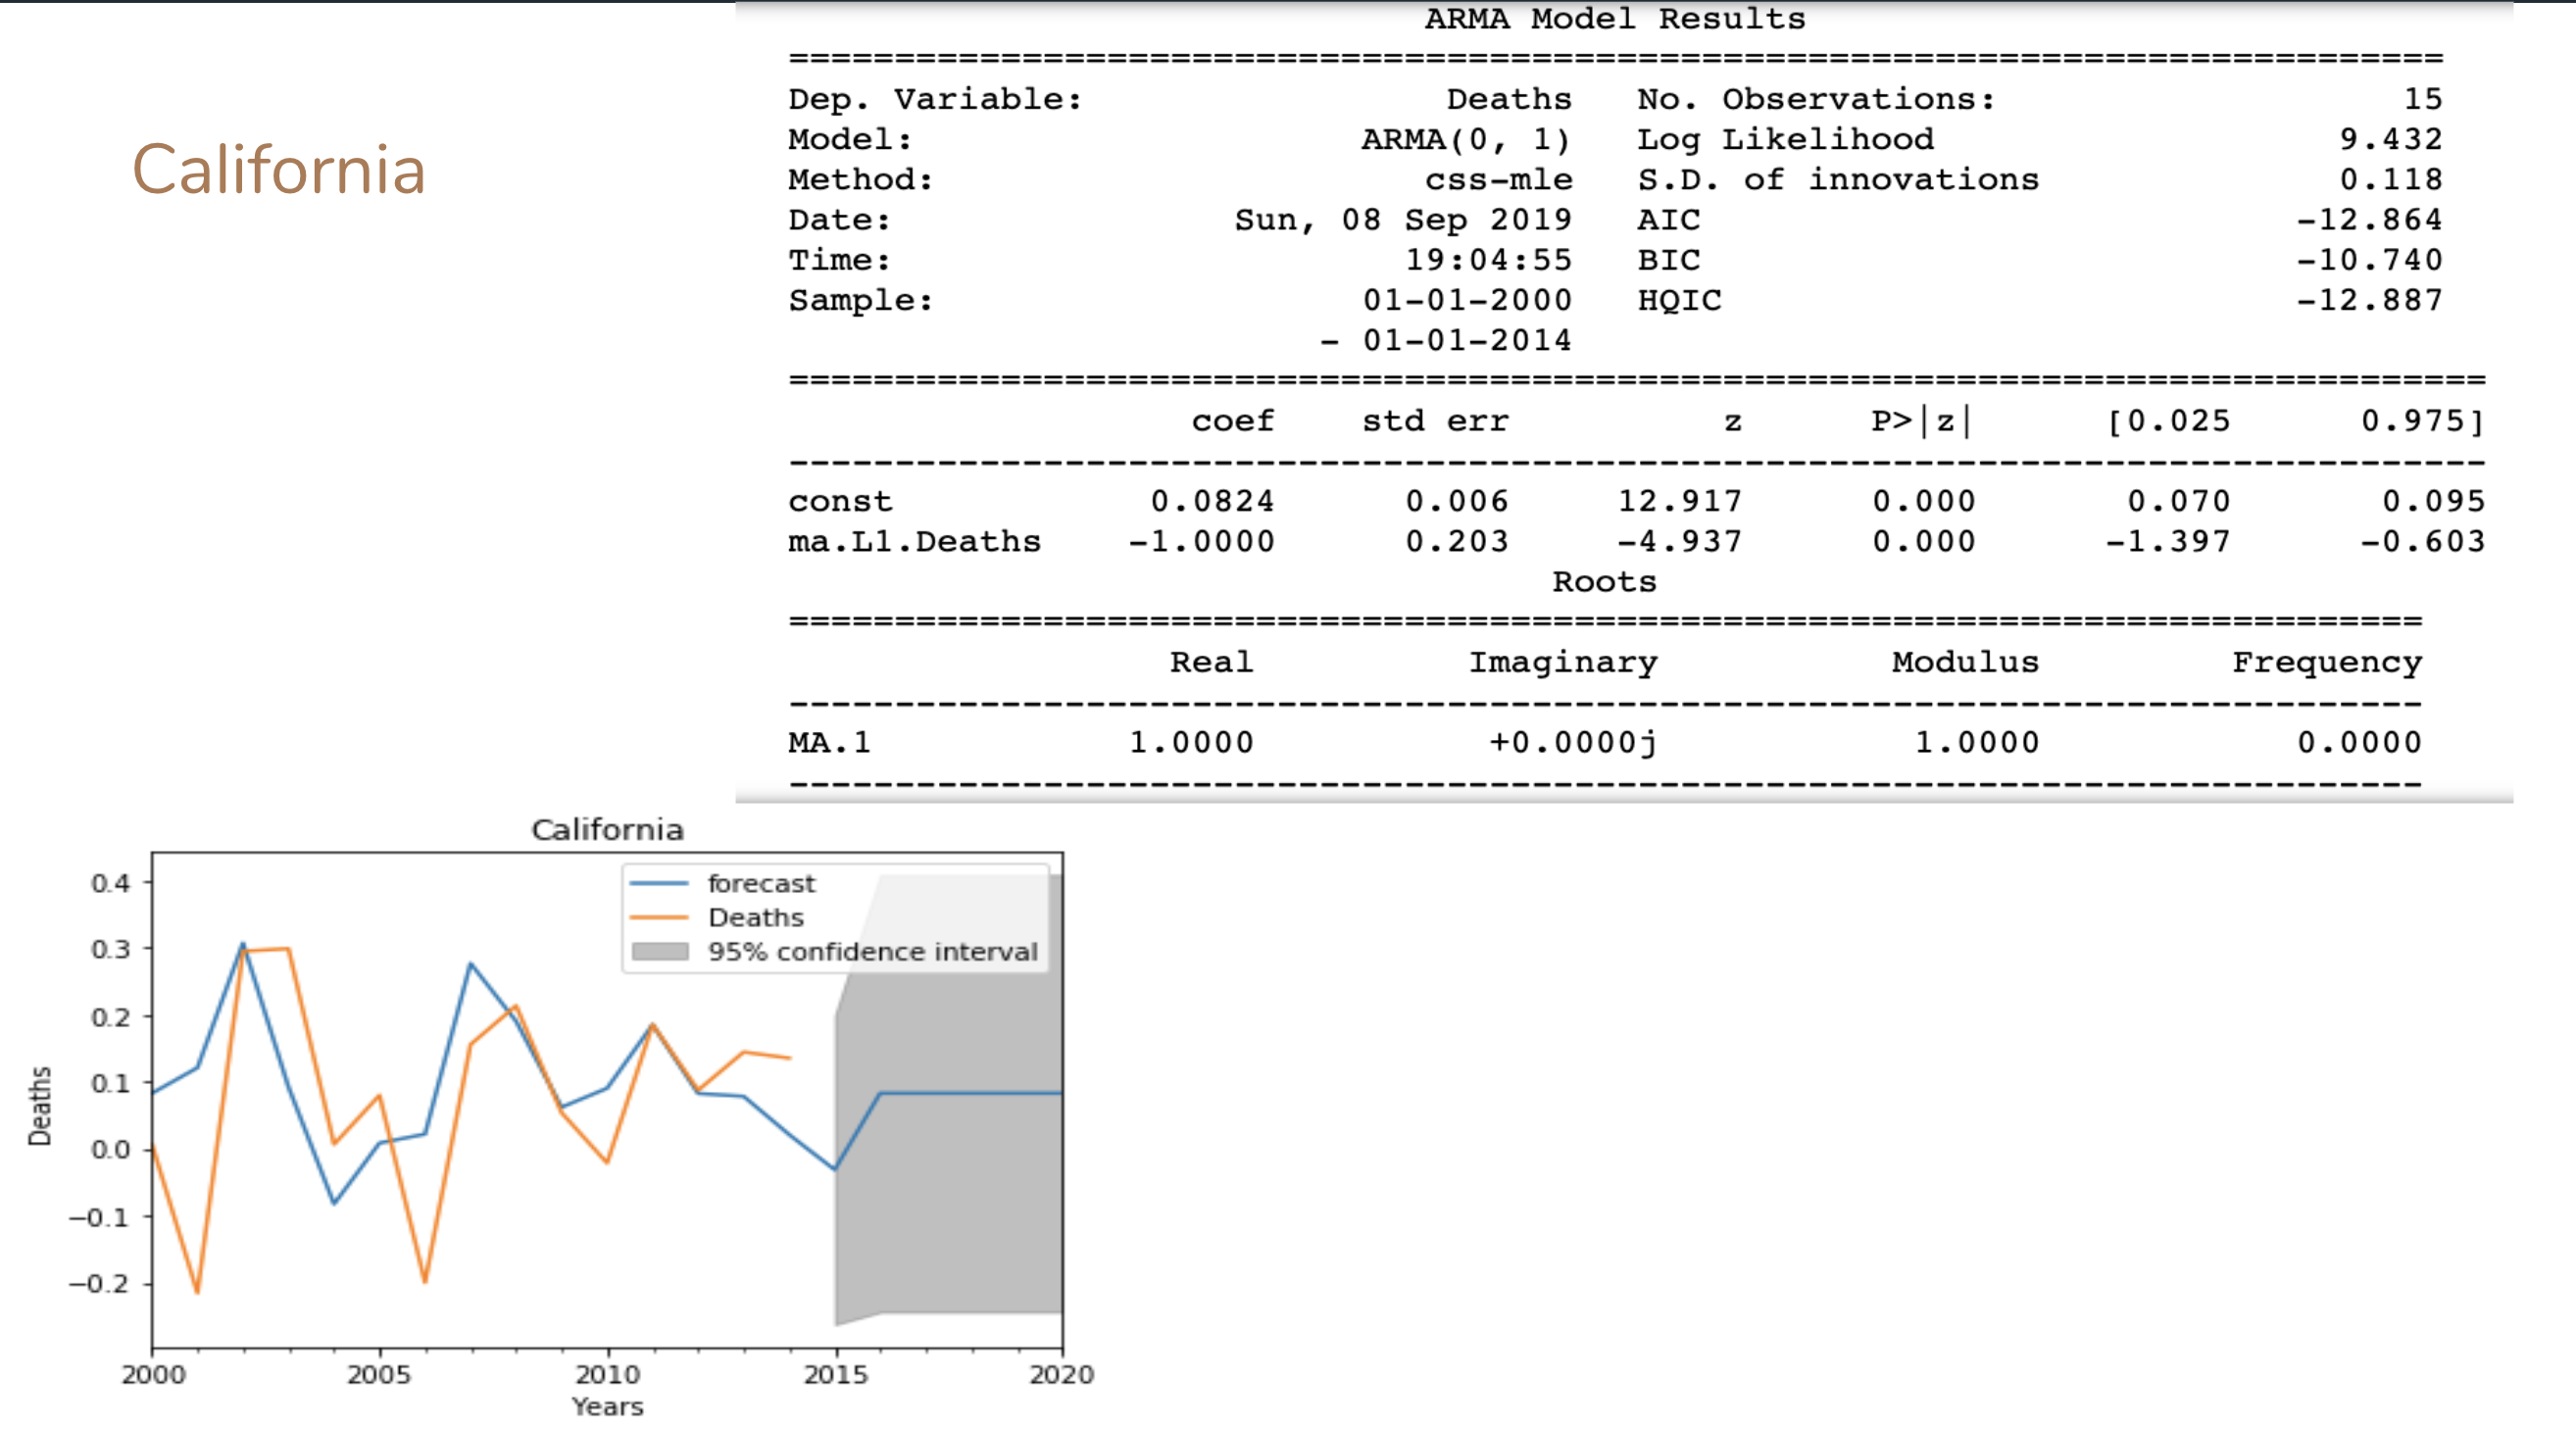 California
ARMA Model Results
==============================================================================
Dep. Variable: Deaths No. Observations: 15
Model: ARMA(0, 1) Log Likelihood 9.432
Method: css-mle S.D. of innovations 0.118
Date: Sun, 08 Sep 2019 AIC -12.864
Time: 19:04:55 BIC -10.740
Sample: 01-01-2000 HQIC -12.887
- 01-01-2014
================================================================================
coef std err z P>|z| [0.025 0.975]
--------------------------------------------------------------------------------
const 0.0824 0.006 12.917 0.000 0.070 0.095
ma.L1.Deaths -1.0000 0.203 -4.937 0.000 -1.397 -0.603
Roots
=============================================================================
Real Imaginary Modulus Frequency
-----------------------------------------------------------------------------
MA.1 1.0000 +0.0000j 1.0000 0.0000
-----------------------------------------------------------------------------
California
forecast
Deaths
95% confidence interval
0.4
0.3
0.2
0.1
0.0
−0.1
−0.2
Deaths
2000 2005 2010 2015 2020
Years